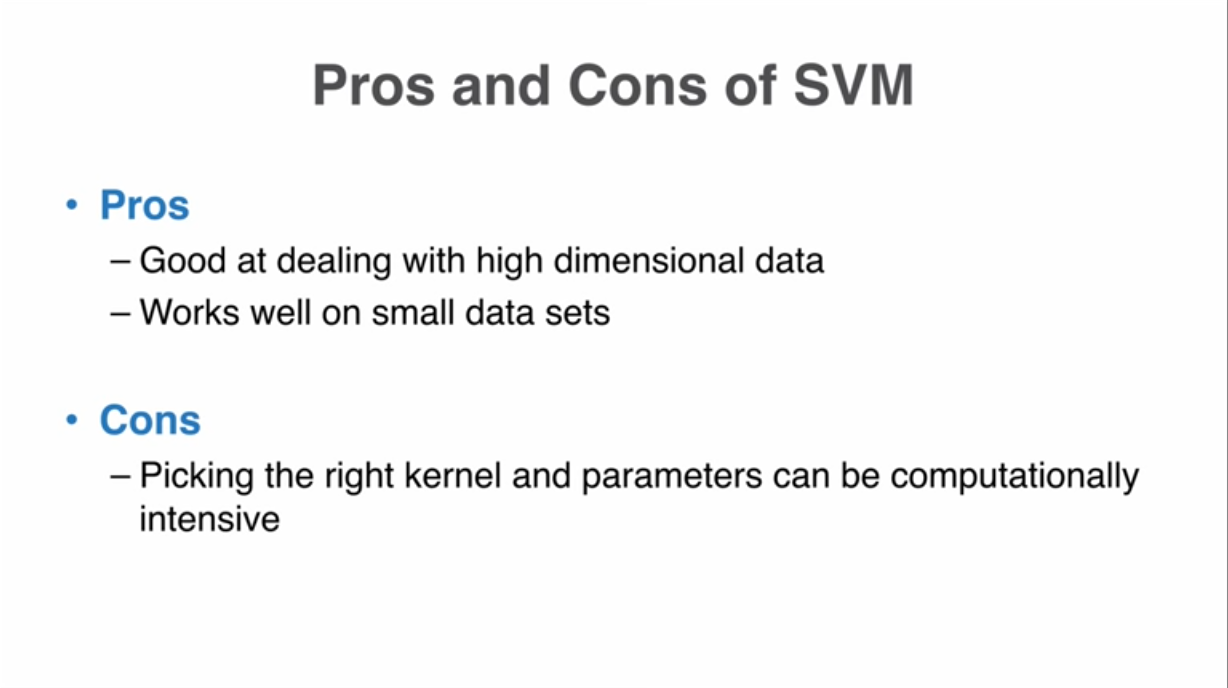 Pros and Cons of SVM
• Pros
– Good at dealing with high dimensional data
– Works well on small data sets
• Cons
– Picking the right kernel and parameters can be computationally
intensive